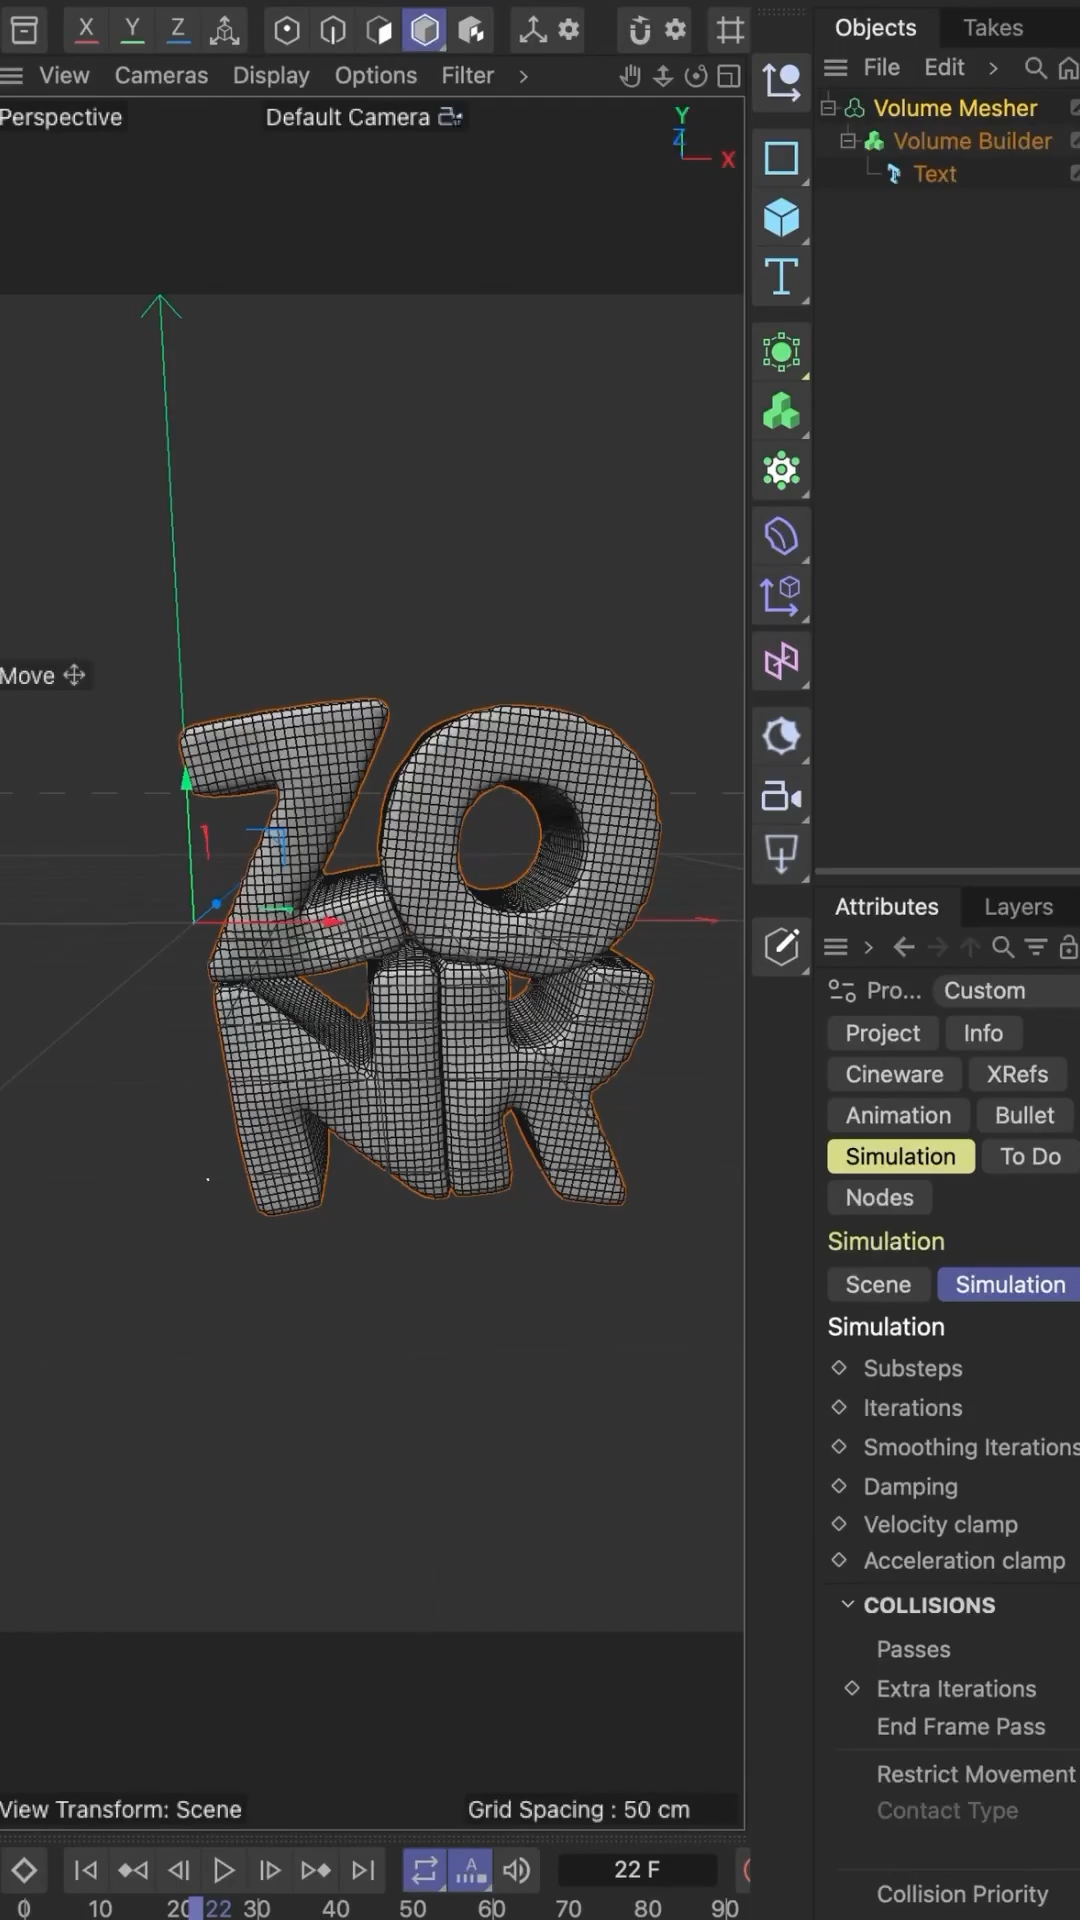 X Y Z
Objects Takes
View Cameras Display Options Filter
File Edit
Perspective
Default Camera
Y
Z
X
Volume Mesher
Volume Builder
Text
Move
ZO
NIK
Attributes Layers
Pro... Custom
Project Info
Cineware XRefs
Animation Bullet
Simulation To Do
Nodes
Simulation
Scene Simulation
Simulation
Substeps
Iterations
Smoothing Iterations
Damping
Velocity clamp
Acceleration clamp
COLLISIONS
Passes
Extra Iterations
End Frame Pass
Restrict Movement
Contact Type
Collision Priority
View Transform: Scene
Grid Spacing : 50 cm
A
22 F
0 10 20 22 30 40 50 60 70 80 90